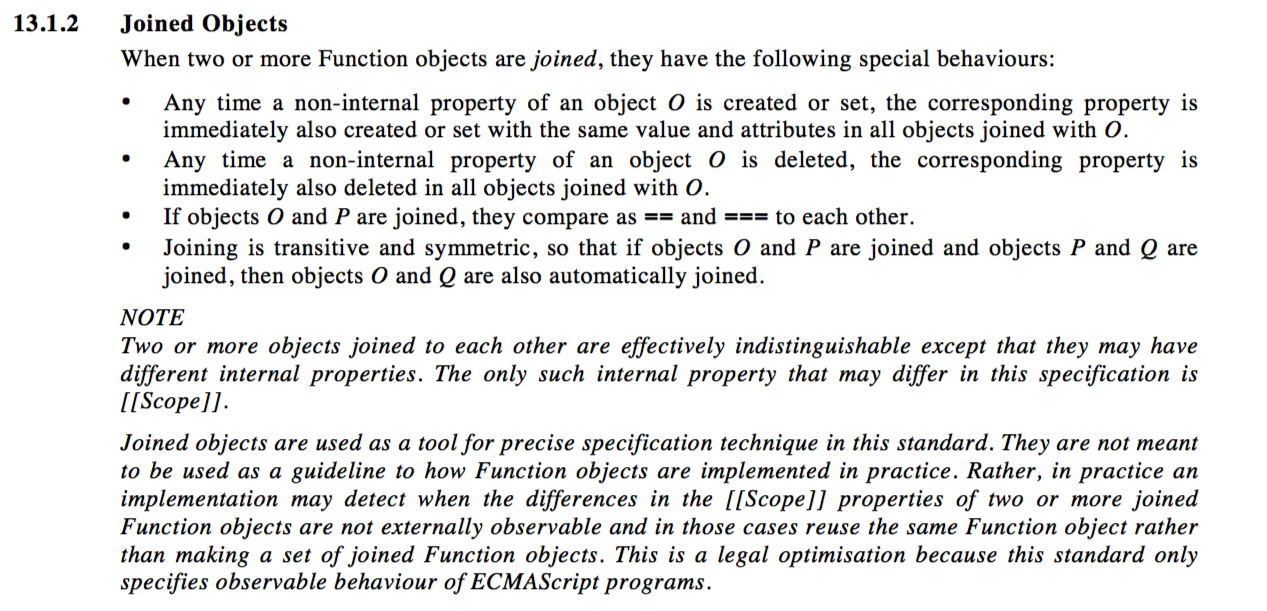 13.1.2 Joined Objects
When two or more Function objects are joined, they have the following special behaviours:
• Any time a non-internal property of an object O is created or set, the corresponding property is
immediately also created or set with the same value and attributes in all objects joined with O.
• Any time a non-internal property of an object O is deleted, the corresponding property is
immediately also deleted in all objects joined with O.
• If objects O and P are joined, they compare as == and === to each other.
• Joining is transitive and symmetric, so that if objects O and P are joined and objects P and Q are
joined, then objects O and Q are also automatically joined.
NOTE
Two or more objects joined to each other are effectively indistinguishable except that they may have
different internal properties. The only such internal property that may differ in this specification is
[[Scope]].
Joined objects are used as a tool for precise specification technique in this standard. They are not meant
to be used as a guideline to how Function objects are implemented in practice. Rather, in practice an
implementation may detect when the differences in the [[Scope]] properties of two or more joined
Function objects are not externally observable and in those cases reuse the same Function object rather
than making a set of joined Function objects. This is a legal optimisation because this standard only
specifies observable behaviour of ECMAScript programs.